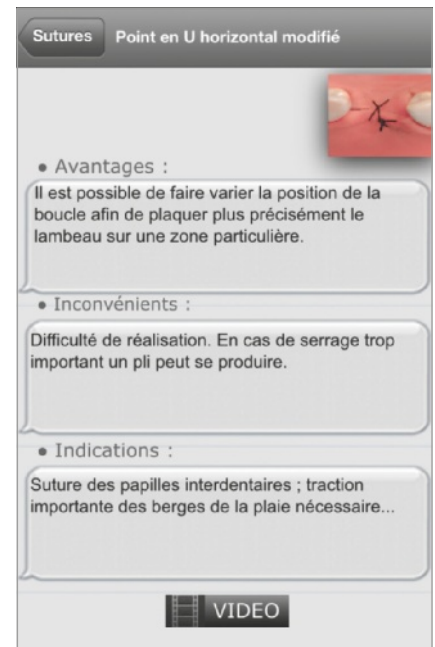 Sutures
Point en U horizontal modifié
• Avantages :
Il est possible de faire varier la position de la
boucle afin de plaquer plus précisément le
lambeau sur une zone particulière.
• Inconvénients :
Difficulté de réalisation. En cas de serrage trop
important un pli peut se produire.
• Indications :
Suture des papilles interdentaires ; traction
importante des berges de la plaie nécessaire...
VIDEO